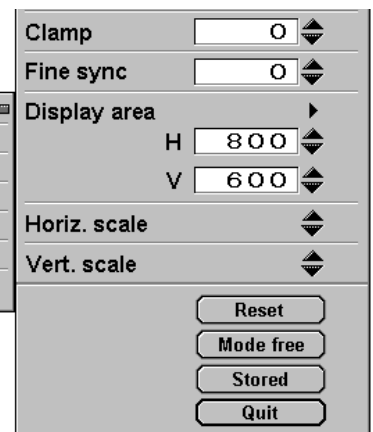 Clamp 0
Fine sync 0
Display area
H 800
V 600
Horiz. scale
Vert. scale
Reset
Mode free
Stored
Quit